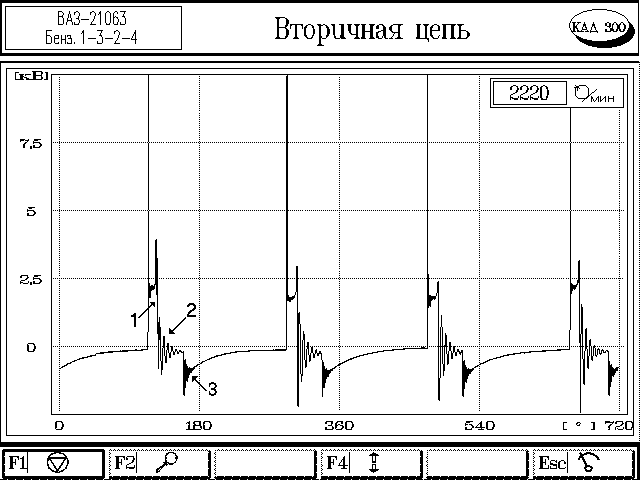 ВАЗ-21063
Бенз. 1-3-2-4
Вторичная цепь
КАД 300
[кВ]
2220
/мин
7,5
5
2,5
0
1
2
3
0 180 360 540 [ ° ] 720
F1
F2
F4
Esc